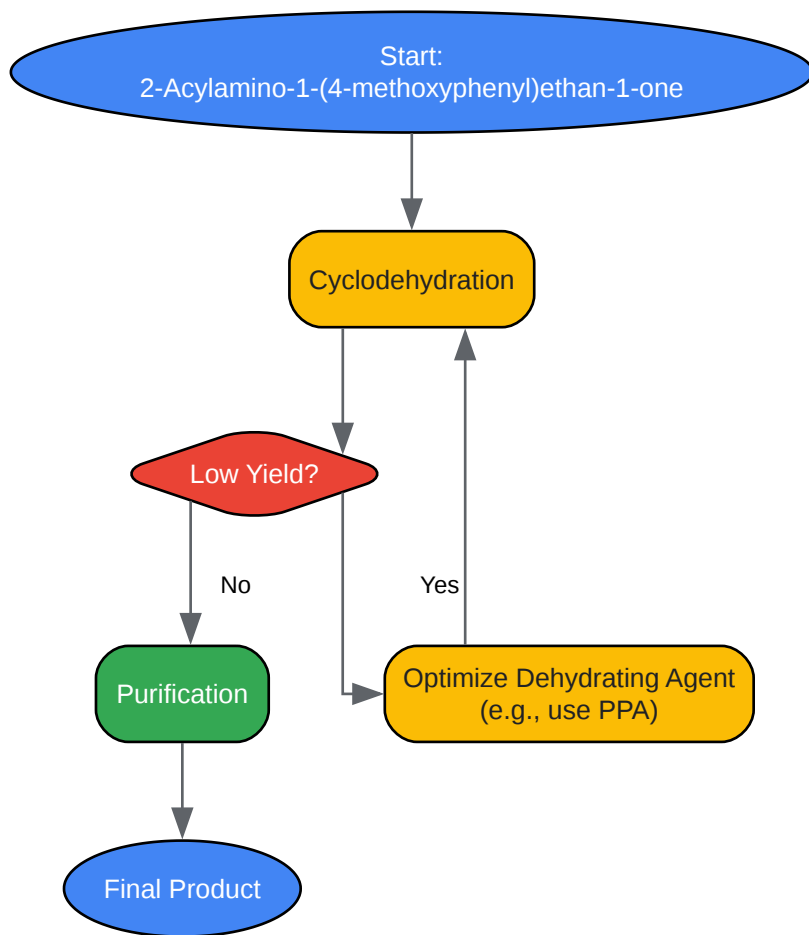 Start:
2-Acylamino-1-(4-methoxyphenyl)ethan-1-one
Cyclodehydration
Low Yield?
No
Yes
Purification
Optimize Dehydrating Agent
(e.g., use PPA)
Final Product